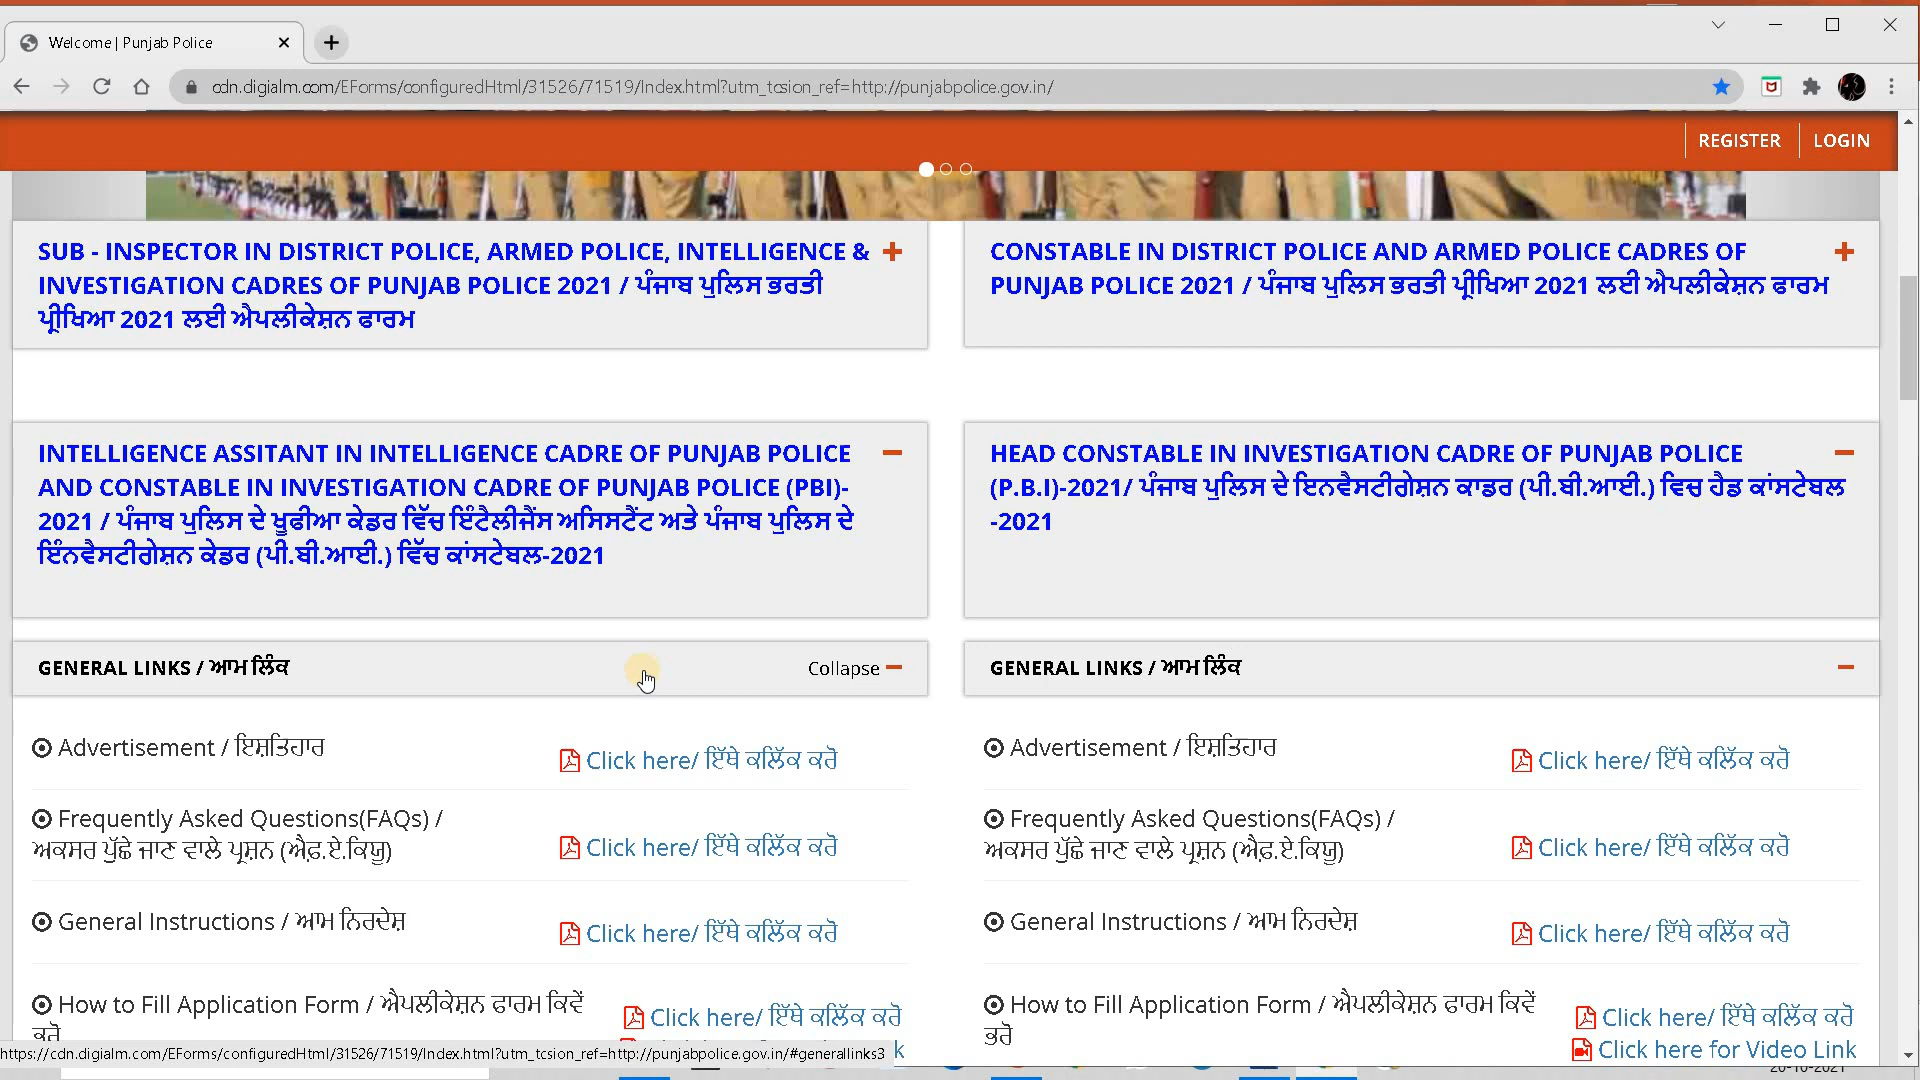 Welcome | Punjab Police
cdn.digialm.com/EForms/configuredHtml/31526/71519/Index.html?utm_tcsion_ref=http://punjabpolice.gov.in/
REGISTER LOGIN
SUB - INSPECTOR IN DISTRICT POLICE, ARMED POLICE, INTELLIGENCE &
INVESTIGATION CADRES OF PUNJAB POLICE 2021 / ਪੰਜਾਬ ਪੁਲਿਸ ਭਰਤੀ
ਪ੍ਰੀਖਿਆ 2021 ਲਈ ਐਪਲੀਕੇਸ਼ਨ ਫਾਰਮ
CONSTABLE IN DISTRICT POLICE AND ARMED POLICE CADRES OF
PUNJAB POLICE 2021 / ਪੰਜਾਬ ਪੁਲਿਸ ਭਰਤੀ ਪ੍ਰੀਖਿਆ 2021 ਲਈ ਐਪਲੀਕੇਸ਼ਨ ਫਾਰਮ
INTELLIGENCE ASSITANT IN INTELLIGENCE CADRE OF PUNJAB POLICE
AND CONSTABLE IN INVESTIGATION CADRE OF PUNJAB POLICE (PBI)-
2021 / ਪੰਜਾਬ ਪੁਲਿਸ ਦੇ ਖੂਫੀਆ ਕੇਡਰ ਵਿੱਚ ਇੰਟੈਲੀਜੈਂਸ ਅਸਿਸਟੈਂਟ ਅਤੇ ਪੰਜਾਬ ਪੁਲਿਸ ਦੇ
ਇੰਨਵੈਸਟੀਗੇਸ਼ਨ ਕੇਡਰ (ਪੀ.ਬੀ.ਆਈ.) ਵਿੱਚ ਕਾਂਸਟੇਬਲ-2021
HEAD CONSTABLE IN INVESTIGATION CADRE OF PUNJAB POLICE
(P.B.I)-2021/ ਪੰਜਾਬ ਪੁਲਿਸ ਦੇ ਇਨਵੈਸਟੀਗੇਸ਼ਨ ਕਾਡਰ (ਪੀ.ਬੀ.ਆਈ.) ਵਿਚ ਹੈਡ ਕਾਂਸਟੇਬਲ
-2021
GENERAL LINKS / ਆਮ ਲਿੰਕ Collapse
Advertisement / ਇਸ਼ਤਿਹਾਰ Click here/ ਇੱਥੇ ਕਲਿੱਕ ਕਰੋ
Frequently Asked Questions(FAQs) /
ਅਕਸਰ ਪੁੱਛੇ ਜਾਣ ਵਾਲੇ ਪ੍ਰਸ਼ਨ (ਐਫ਼.ਏ.ਕਿਯੂ) Click here/ ਇੱਥੇ ਕਲਿੱਕ ਕਰੋ
General Instructions / ਆਮ ਨਿਰਦੇਸ਼ Click here/ ਇੱਥੇ ਕਲਿੱਕ ਕਰੋ
How to Fill Application Form / ਐਪਲੀਕੇਸ਼ਨ ਫਾਰਮ ਕਿਵੇਂ
ਭਰੋ Click here/ ਇੱਥੇ ਕਲਿੱਕ ਕਰੋ
GENERAL LINKS / ਆਮ ਲਿੰਕ
Advertisement / ਇਸ਼ਤਿਹਾਰ Click here/ ਇੱਥੇ ਕਲਿੱਕ ਕਰੋ
Frequently Asked Questions(FAQs) /
ਅਕਸਰ ਪੁੱਛੇ ਜਾਣ ਵਾਲੇ ਪ੍ਰਸ਼ਨ (ਐਫ਼.ਏ.ਕਿਯੂ) Click here/ ਇੱਥੇ ਕਲਿੱਕ ਕਰੋ
General Instructions / ਆਮ ਨਿਰਦੇਸ਼ Click here/ ਇੱਥੇ ਕਲਿੱਕ ਕਰੋ
How to Fill Application Form / ਐਪਲੀਕੇਸ਼ਨ ਫਾਰਮ ਕਿਵੇਂ
ਭਰੋ Click here/ ਇੱਥੇ ਕਲਿੱਕ ਕਰੋ
Click here for Video Link
https://cdn.digialm.com/EForms/configuredHtml/31526/71519/Index.html?utm_tcsion_ref=http://punjabpolice.gov.in/#generallinks3
20-10-2021